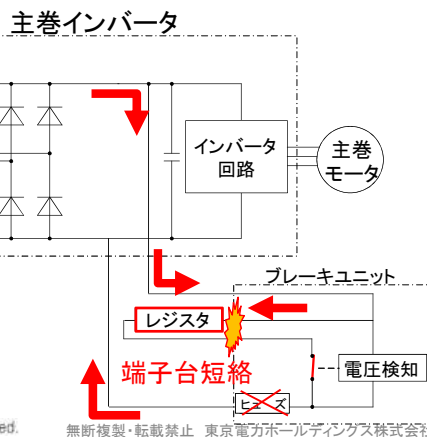 主巻インバータ
インバータ
回路
主巻
モータ
ブレーキユニット
レジスタ
端子台短絡
電圧検知
ヒューズ
ed.
無断複製・転載禁止 東京電力ホールディングス株式会社